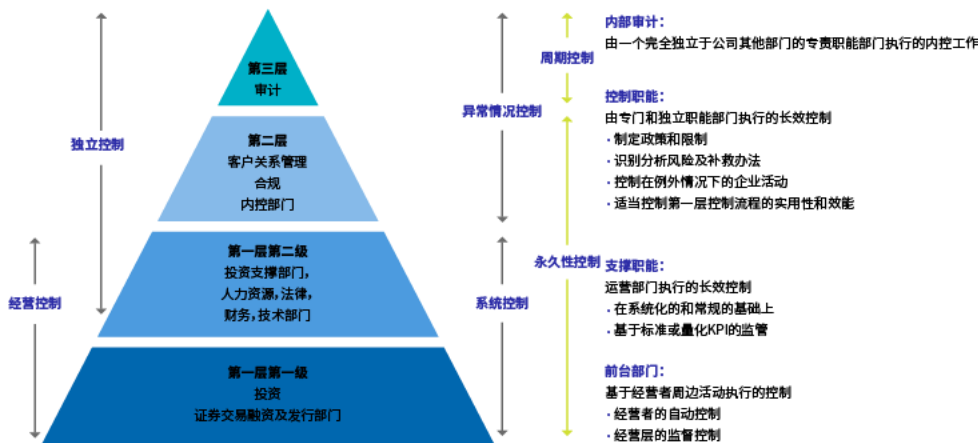 第三层
审计
第二层
客户关系管理
合规
内控部门
第一层第二级
投资支撑部门，
人力资源，法律，
财务，技术部门
第一层第一级
投资
证券交易融资及发行部门
独立控制
经营控制
异常情况控制
系统控制
周期控制
永久性控制
内部审计：
由一个完全独立于公司其他部门的专责职能部门执行的内控工作
控制职能：
由专门和独立职能部门执行的长效控制
·制定政策和限制
·识别分析风险及补救办法
·控制在例外情况下的企业活动
·适当控制第一层控制流程的实用性和效能
支撑职能：
运营部门执行的长效控制
·在系统化的和常规的基础上
·基于标准或量化KPI的监管
前台部门：
基于经营者周边活动执行的控制
·经营者的自动控制
·经营层的监督控制